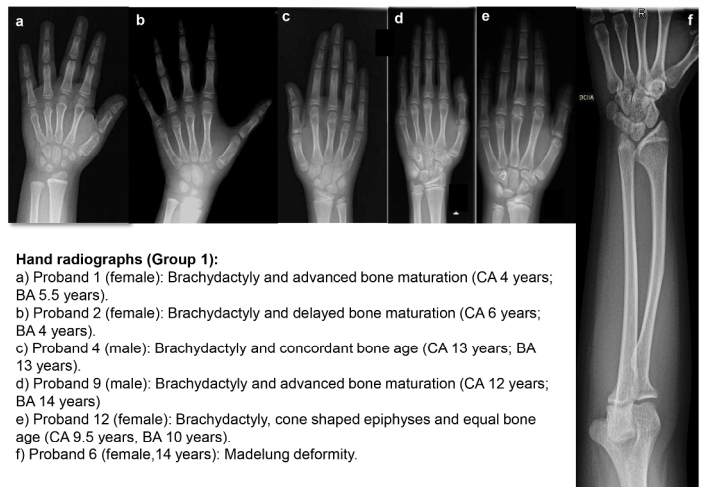 a
b
c
d
e
f
R
DCHA
Hand radiographs (Group 1):
a) Proband 1 (female): Brachydactyly and advanced bone maturation (CA 4 years;
BA 5.5 years).
b) Proband 2 (female): Brachydactyly and delayed bone maturation (CA 6 years;
BA 4 years).
c) Proband 4 (male): Brachydactyly and concordant bone age (CA 13 years; BA
13 years).
d) Proband 9 (male): Brachydactyly and advanced bone maturation (CA 12 years;
BA 14 years)
e) Proband 12 (female): Brachydactyly, cone shaped epiphyses and equal bone
age (CA 9.5 years, BA 10 years).
f) Proband 6 (female,14 years): Madelung deformity.